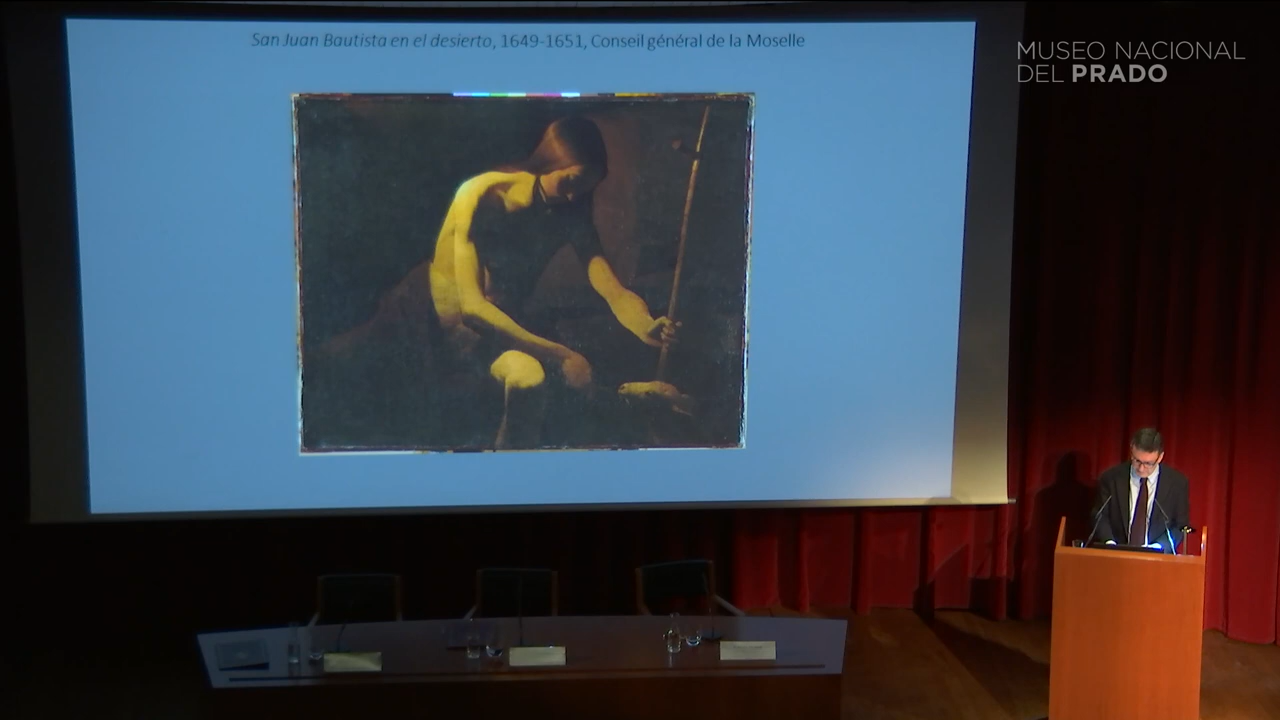 San Juan Bautista en el desierto, 1649-1651, Conseil général de la Moselle
MUSEO NACIONAL
DEL PRADO